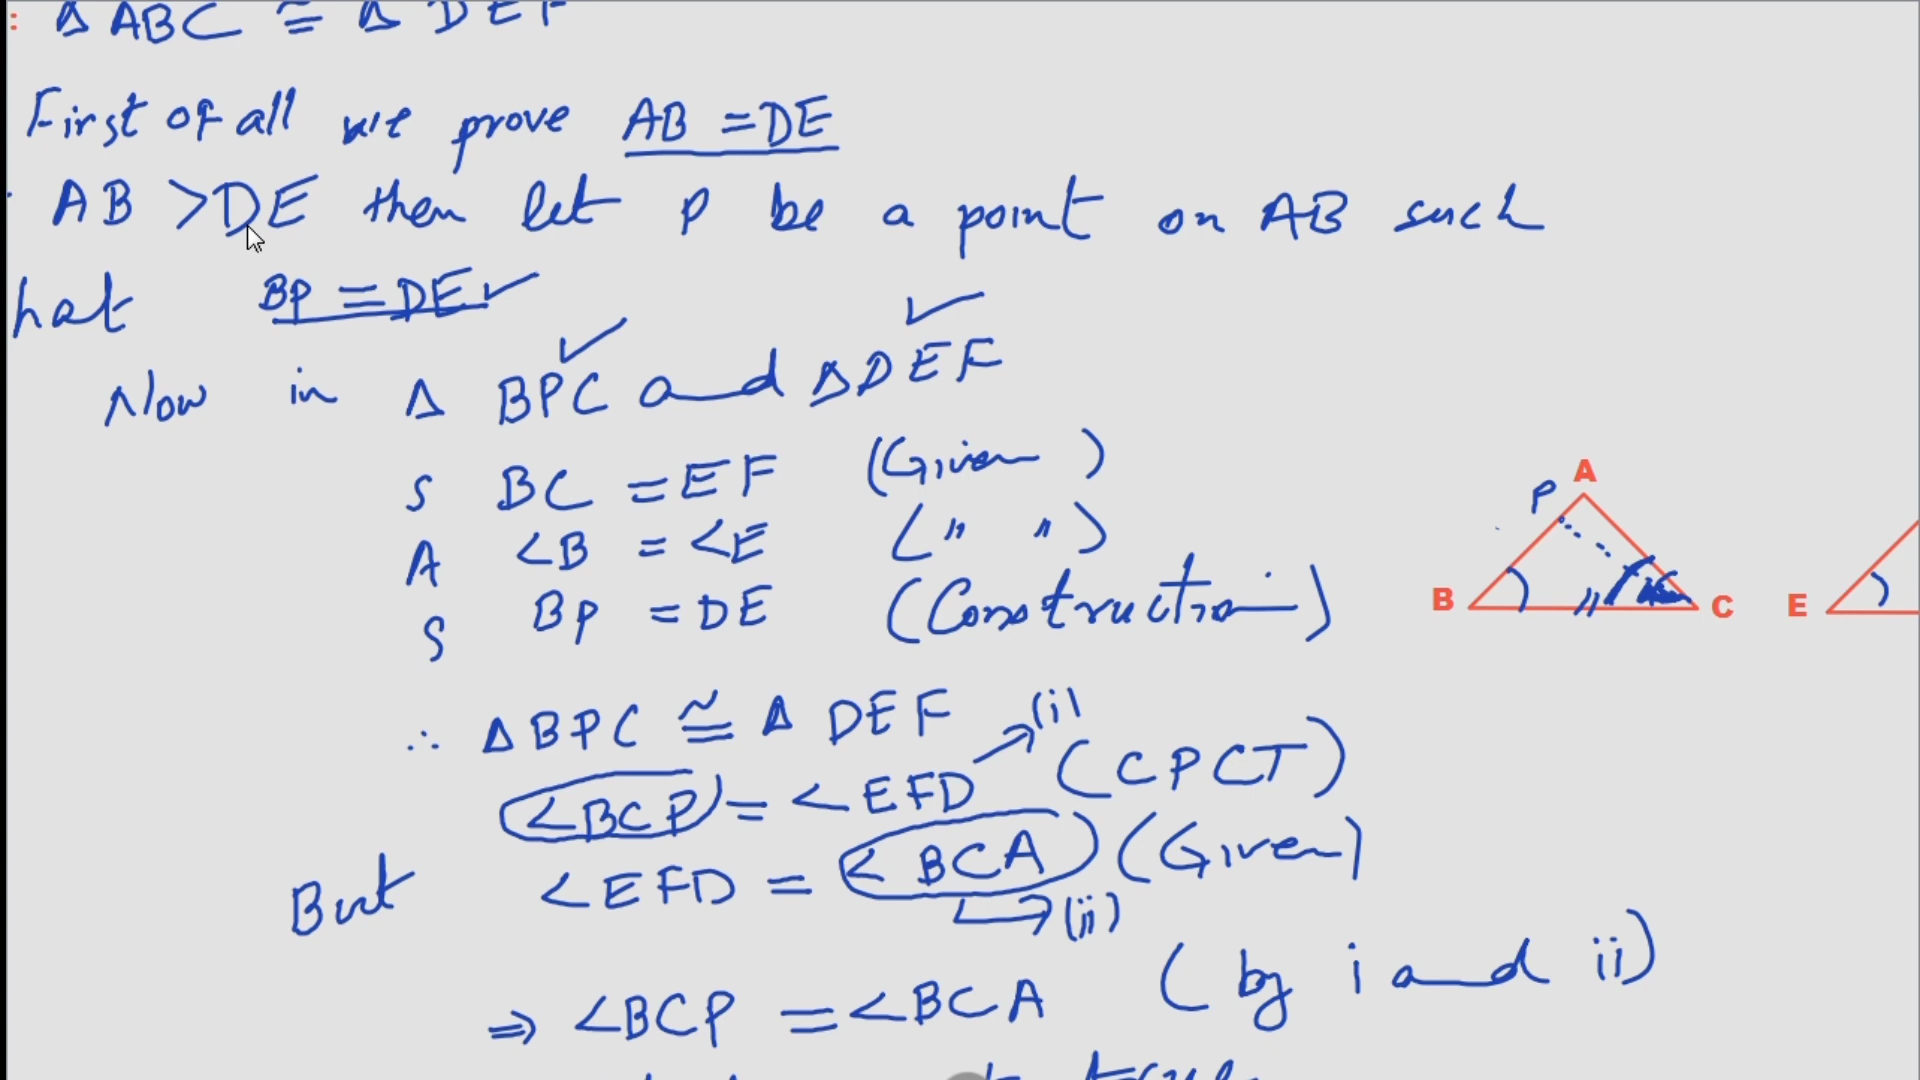 : Δ ABC ≅ Δ DEF
First of all we prove AB = DE
AB > DE then let P be a point on AB such
hat BP = DE ✓
Now in Δ BPC and Δ DEF
S BC = EF (Given)
A <B = <E (" ")
S BP = DE (Construction)
∴ Δ BPC ≅ Δ DEF
<BCP = <EFD → (i) (CPCT)
But <EFD = <BCA (Given)
→ (ii)
⇒ <BCP = <BCA (by i and ii)
A
P
B
C
E